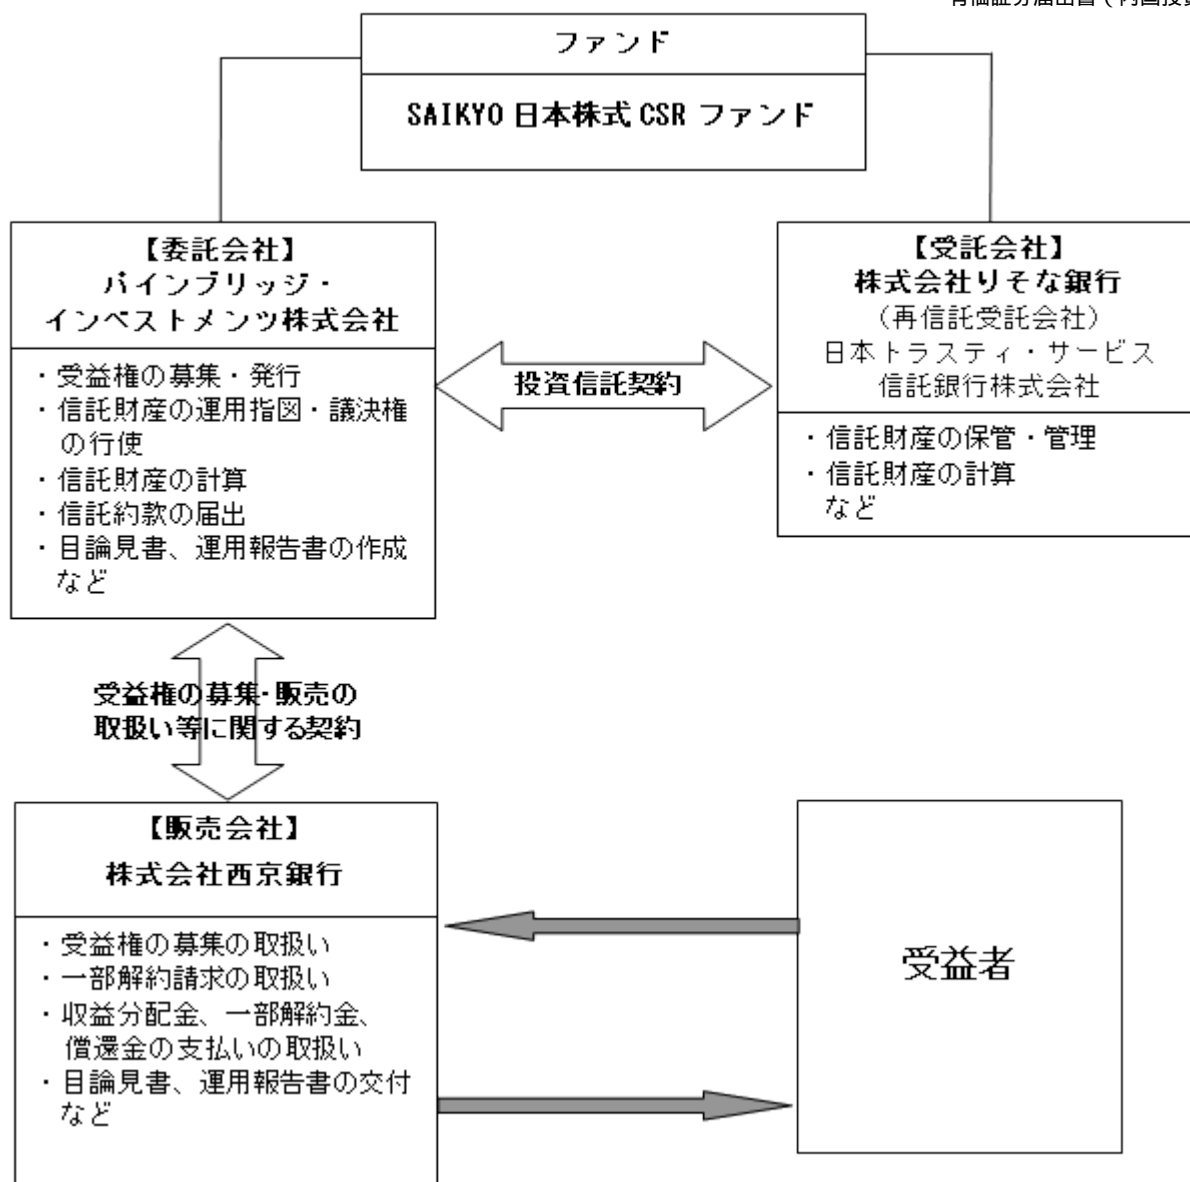 ファンド
SAIKYO 日本株式 CSR ファンド
【委託会社】
パインブリッジ・
インベストメンツ株式会社
・受益権の募集・発行
・信託財産の運用指図・議決権
の行使
・信託財産の計算
・信託約款の届出
・目論見書、運用報告書の作成
など
投資信託契約
【受託会社】
株式会社りそな銀行
（再信託受託会社）
日本トラスティ・サービス
信託銀行株式会社
・信託財産の保管・管理
・信託財産の計算
など
受益権の募集・販売の
取扱い等に関する契約
【販売会社】
株式会社西京銀行
・受益権の募集の取扱い
・一部解約請求の取扱い
・収益分配金、一部解約金、
償還金の支払いの取扱い
・目論見書、運用報告書の交付
など
受益者